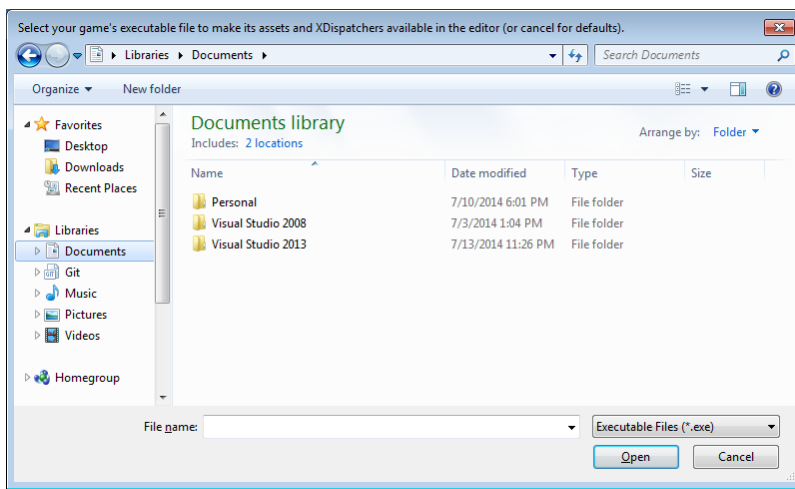 Select your game's executable file to make its assets and XDispatchers available in the editor (or cancel for defaults).
Libraries Documents Search Documents
Organize New folder
Favorites
Desktop
Downloads
Recent Places
Libraries
Documents
Git
Music
Pictures
Videos
Homegroup
Documents library
Includes: 2 locations
Arrange by: Folder
Name Date modified Type Size
Personal 7/10/2014 6:01 PM File folder
Visual Studio 2008 7/3/2014 1:04 PM File folder
Visual Studio 2013 7/13/2014 11:26 PM File folder
File name: Executable Files (*.exe)
Open Cancel